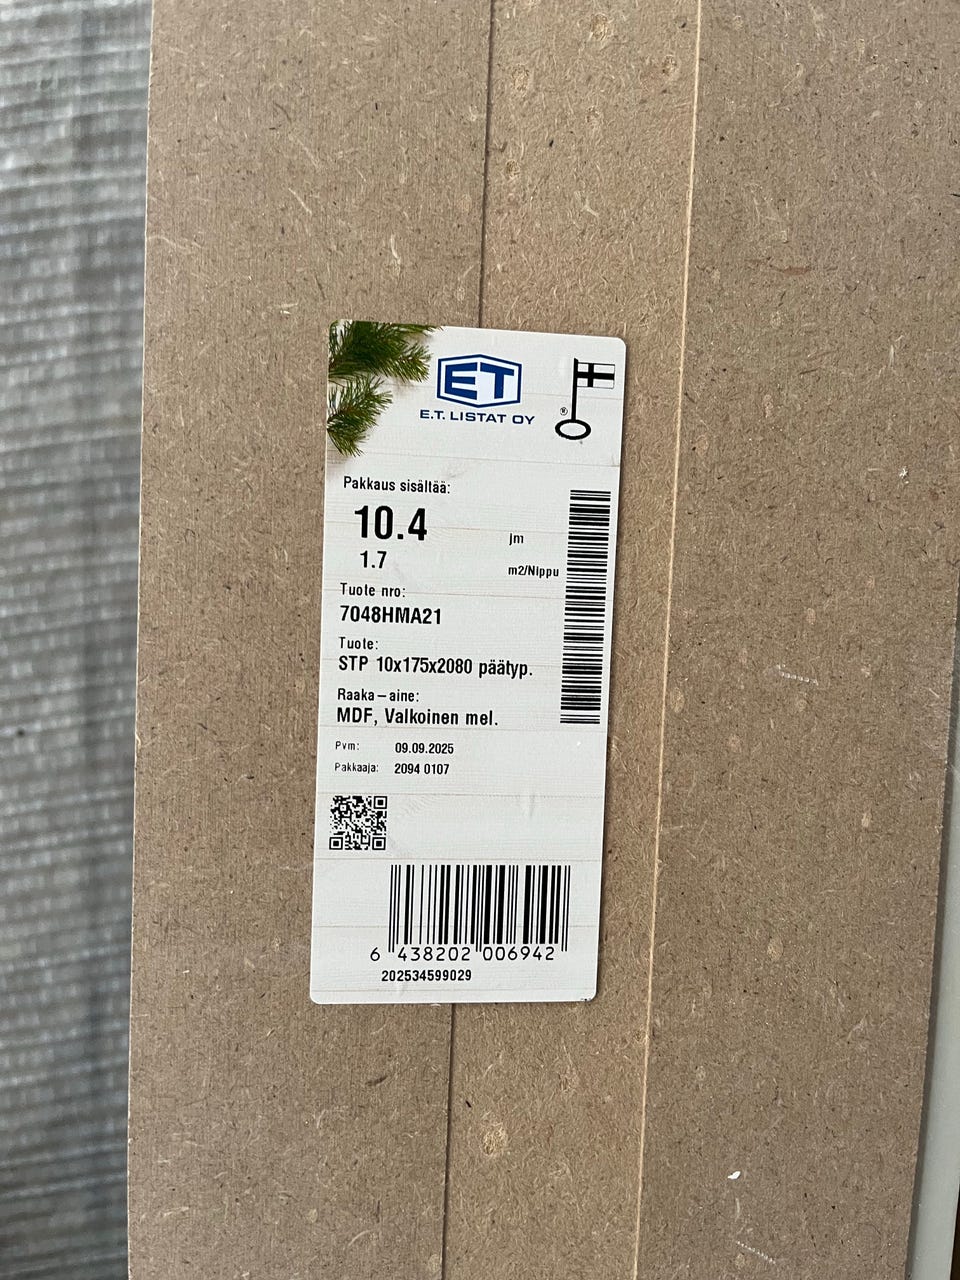 ET
E.T. LISTAT OY
®
Pakkaus sisältää:
10.4 jm
1.7 m2/Nippu
Tuote nro:
7048HMA21
Tuote:
STP 10x175x2080 päätyp.
Raaka-aine:
MDF, Valkoinen mel.
Pvm: 09.09.2025
Pakkaaja: 2094 0107
6 438202 006942
202534599029